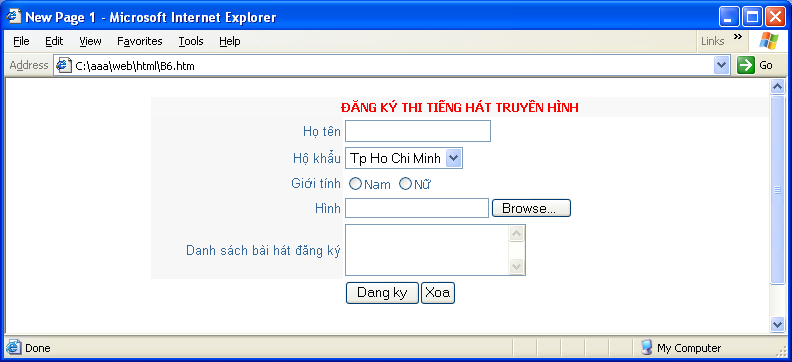 New Page 1 - Microsoft Internet Explorer
File Edit View Favorites Tools Help Links »
Address C:\aaa\web\html\B6.htm Go
ĐĂNG KÝ THI TIẾNG HÁT TRUYỀN HÌNH
Họ tên
Hộ khẩu Tp Ho Chi Minh
Giới tính Nam Nữ
Hình Browse...
Danh sách bài hát đăng ký
Dang ky Xoa
Done My Computer